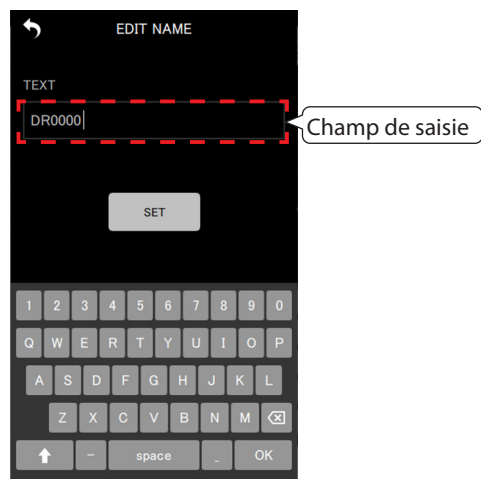 EDIT NAME
TEXT
DR0000
Champ de saisie
SET
1 2 3 4 5 6 7 8 9 0
Q W E R T Y U I O P
A S D F G H J K L
Z X C V B N M
- space _ OK